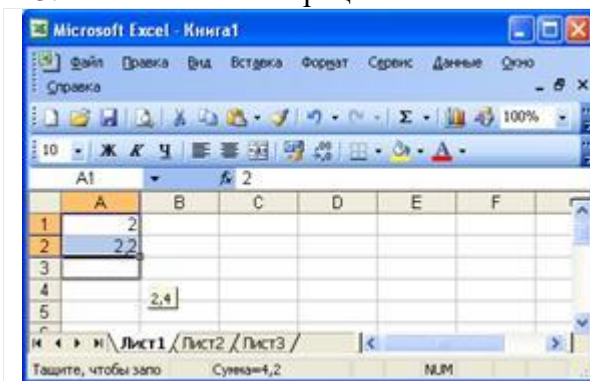 Microsoft Excel - Книга1
Файл Правка Вид Вставка Формат Сервис Данные Окно
Справка
100%
10 Ж К Ч
A1 fx 2
A B C D E F
1 2
2 2,2
3
4
2,4
5
Лист1 Лист2 Лист3
Тащите, чтобы запо Сумма=4,2 NUM